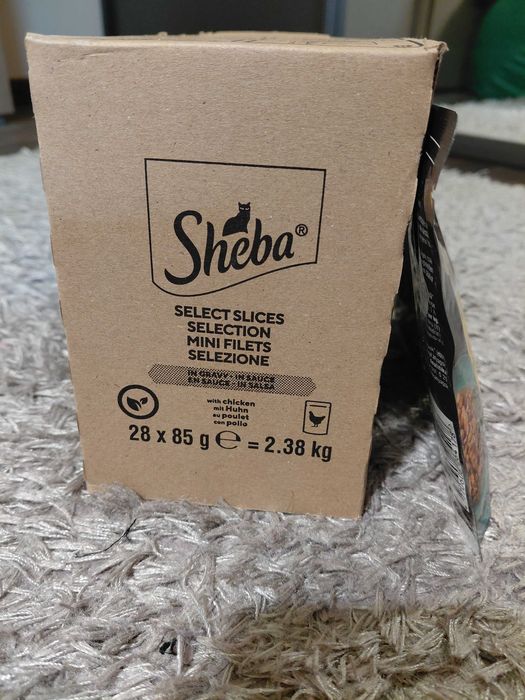 Sheba®
SELECT SLICES
SELECTION
MINI FILETS
SELEZIONE
IN GRAVY • IN SAUCE
EN SAUCE • IN SALSA
with chicken
mit Huhn
au poulet
con pollo
28 x 85 g ℮ = 2.38 kg